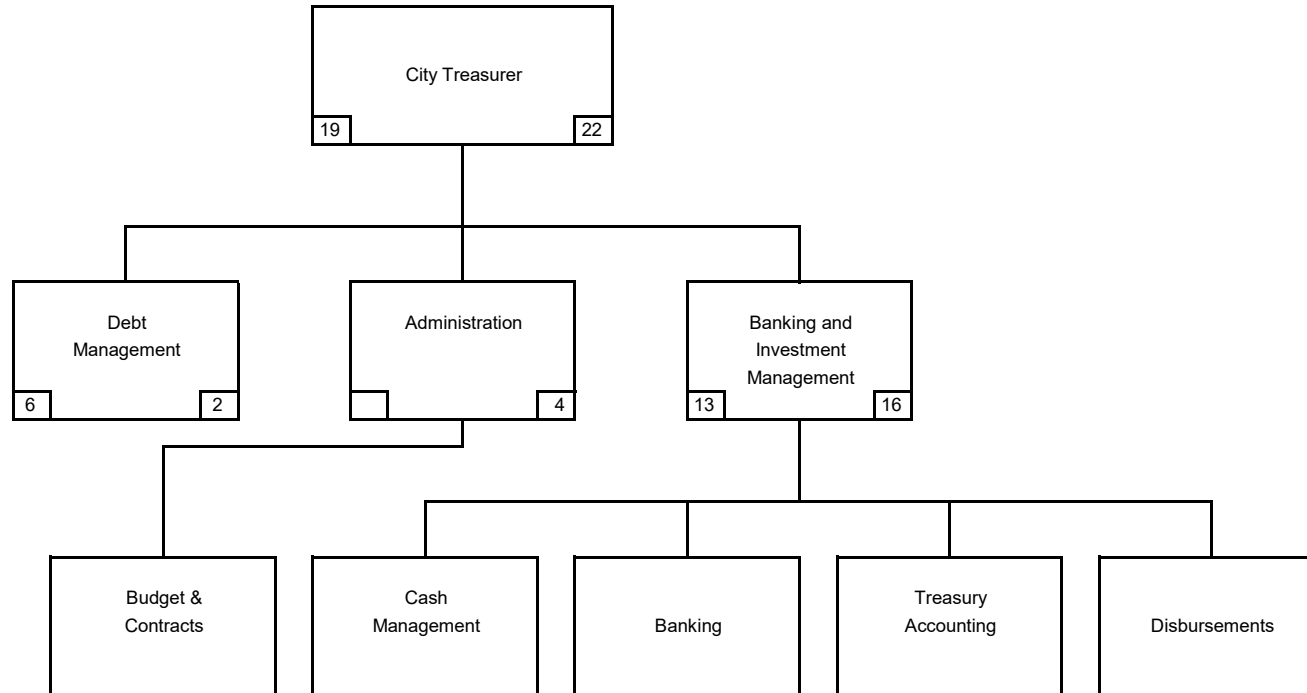 City Treasurer
19
22
Debt
Management
6
2
Administration
4
Banking and
Investment
Management
13
16
Budget &
Contracts
Cash
Management
Banking
Treasury
Accounting
Disbursements